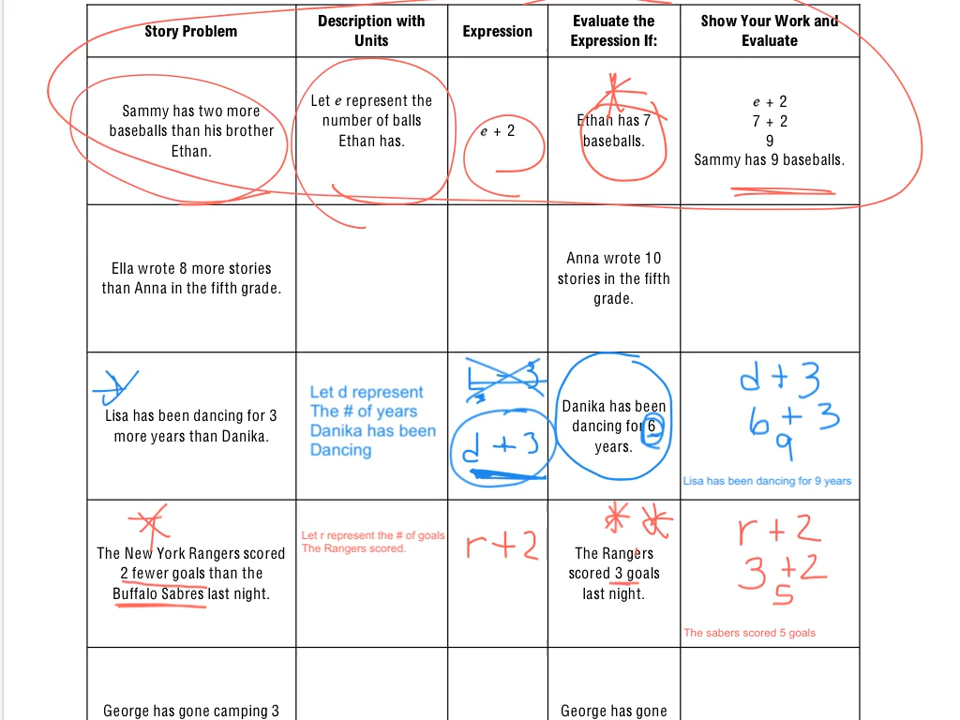 Story Problem
Description with
Units
Expression
Evaluate the
Expression If:
Show Your Work and
Evaluate
Sammy has two more
baseballs than his brother
Ethan.
Let e represent the
number of balls
Ethan has.
e + 2
Ethan has 7
baseballs.
e + 2
7 + 2
9
Sammy has 9 baseballs.
Ella wrote 8 more stories
than Anna in the fifth grade.
Anna wrote 10
stories in the fifth
grade.
Lisa has been dancing for 3
more years than Danika.
Let d represent
The # of years
Danika has been
Dancing
d + 3
Danika has been
dancing for 6
years.
d + 3
6 + 3
9
Lisa has been dancing for 9 years
The New York Rangers scored
2 fewer goals than the
Buffalo Sabres last night.
Let r represent the # of goals
The Rangers scored.
r + 2
The Rangers
scored 3 goals
last night.
r + 2
3 + 2
5
The sabers scored 5 goals
George has gone camping 3
George has gone